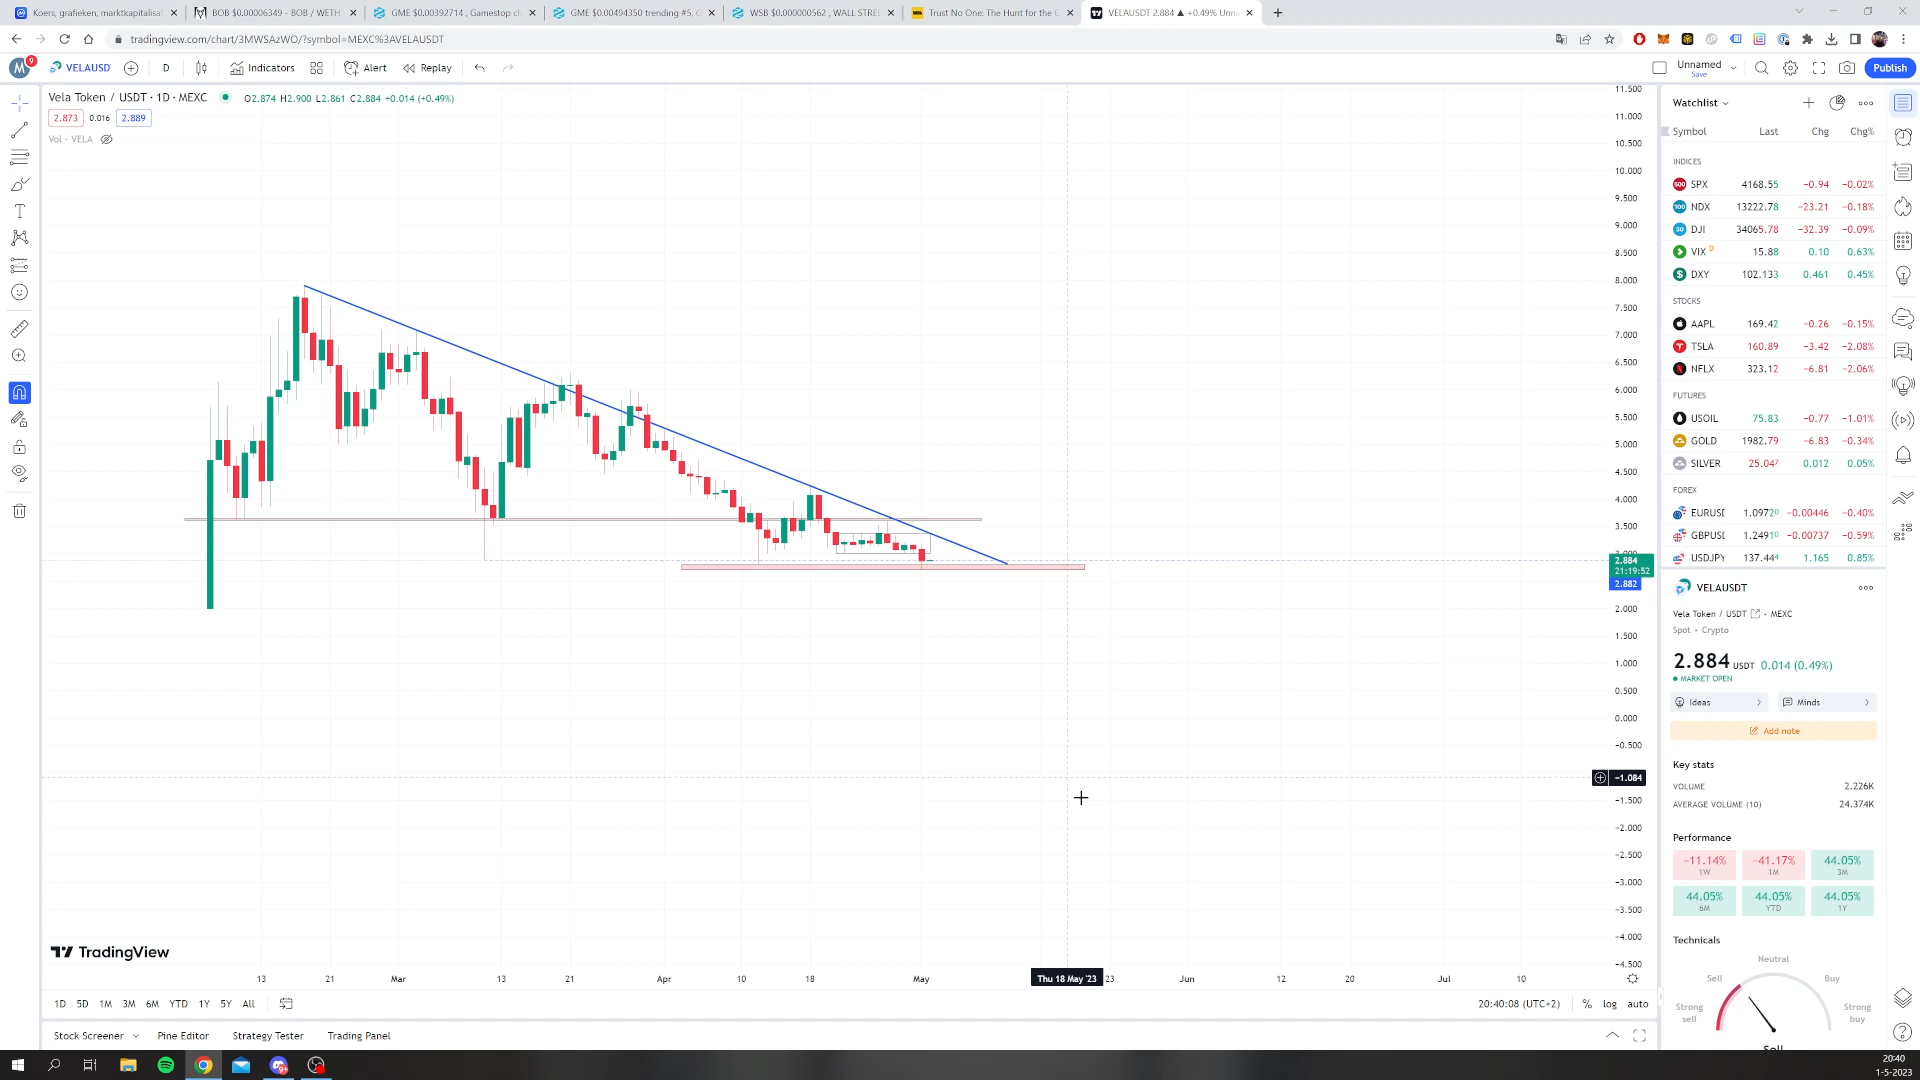 Koers, grafieken, marktkapitalisat
BOB $0.00006349 - BOB / WETH
GME $0.00392714 , Gamestop ch
GME $0.00494350 trending #5, G
WSB $0.000000562 , WALL STREE
Trust No One: The Hunt for the C
VELAUSDT 2.884 ▲ +0.49% Unna
tradingview.com/chart/3MWSAzWO/?symbol=MEXC%3AVELAUSDT
M 9
VELAUSD
D
Indicators
Alert
Replay
Unnamed
Save
Publish
Vela Token / USDT · 1D · MEXC
O2.874 H2.900 L2.861 C2.884 +0.014 (+0.49%)
2.873 0.016 2.889
Vol · VELA
11.500
11.000
10.500
10.000
9.500
9.000
8.500
8.000
7.500
7.000
6.500
6.000
5.500
5.000
4.500
4.000
3.500
3.000
2.884
21:19:52
2.882
2.000
1.500
1.000
0.500
0.000
−0.500
−1.084
−1.500
−2.000
−2.500
−3.000
−3.500
−4.000
−4.500
TradingView
13 21 Mar 13 21 Apr 10 18 May Thu 18 May '23 23 Jun 12 20 Jul 10
1D 5D 1M 3M 6M YTD 1Y 5Y All
20:40:08 (UTC+2) % log auto
Stock Screener Pine Editor Strategy Tester Trading Panel
Watchlist
Symbol Last Chg Chg%
INDICES
SPX 4168.55 −0.94 −0.02%
NDX 13222.78 −23.21 −0.18%
DJI 34065.78 −32.39 −0.09%
VIX D 15.88 0.10 0.63%
DXY 102.133 0.461 0.45%
STOCKS
AAPL 169.42 −0.26 −0.15%
TSLA 160.89 −3.42 −2.08%
NFLX 323.12 −6.81 −2.06%
FUTURES
USOIL 75.83 −0.77 −1.01%
GOLD 1982.79 −6.83 −0.34%
SILVER 25.047 0.012 0.05%
FOREX
EURUSI 1.09720 −0.00446 −0.40%
GBPUSI 1.24910 −0.00737 −0.59%
USDJPY 137.444 1.165 0.85%
VELAUSDT
Vela Token / USDT • MEXC
Spot • Crypto
2.884 USDT 0.014 (0.49%)
MARKET OPEN
Ideas
Minds
Add note
Key stats
VOLUME 2.226K
AVERAGE VOLUME (10) 24.374K
Performance
−11.14% −41.17% 44.05%
1W 1M 3M
44.05% 44.05% 44.05%
6M YTD 1Y
Technicals
Neutral
Sell Buy
Strong sell
Strong buy
Sell
20:40
1-5-2023